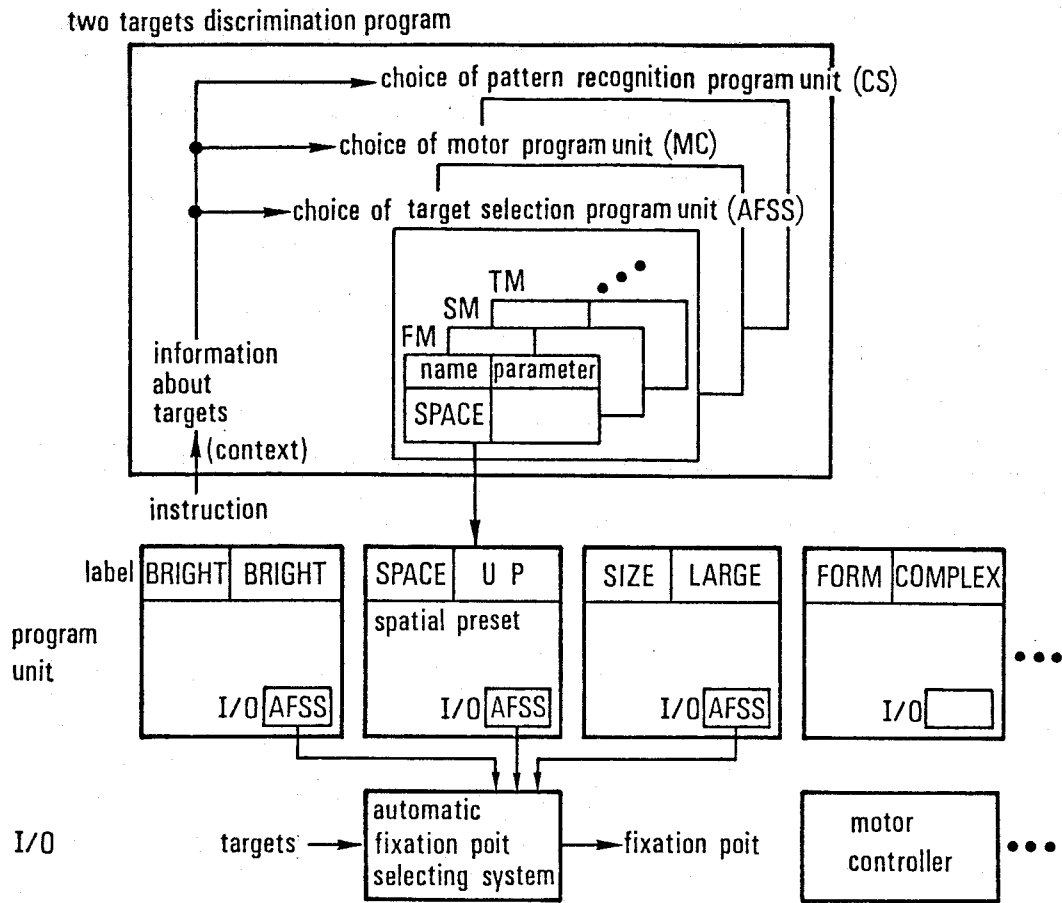 two targets discrimination program
choice of pattern recognition program unit (CS)
choice of motor program unit (MC)
choice of target selection program unit (AFSS)
TM
SM
FM
name parameter
SPACE
information
about
targets
(context)
instruction
label BRIGHT BRIGHT SPACE U P SIZE LARGE FORM COMPLEX
spatial preset
program
unit
I/O AFSS I/O AFSS I/O AFSS I/O
automatic
fixation poit
selecting system
I/O
targets
fixation poit
motor
controller